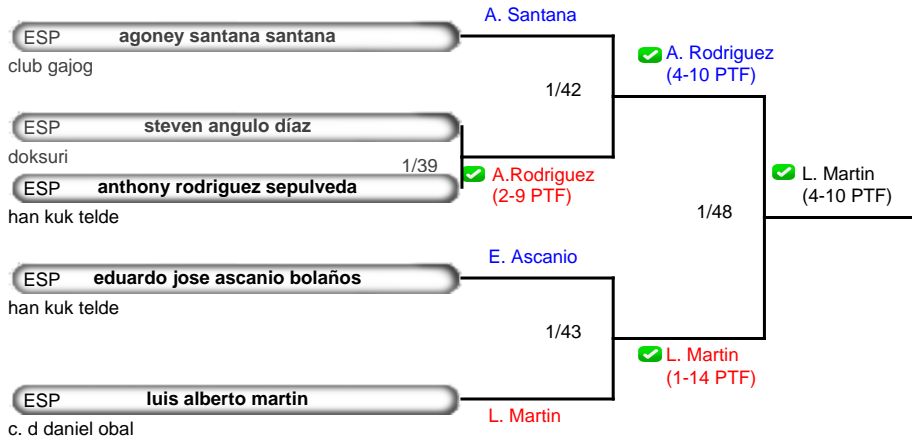 A. Santana
ESP agoney santana santana
club gajog
A. Rodriguez
(4-10 PTF)
1/42
ESP steven angulo díaz
doksuri
1/39
A.Rodriguez
(2-9 PTF)
ESP anthony rodriguez sepulveda
han kuk telde
L. Martin
(4-10 PTF)
1/48
E. Ascanio
ESP eduardo jose ascanio bolaños
han kuk telde
1/43
L. Martin
(1-14 PTF)
ESP luis alberto martin
L. Martin
c. d daniel obal